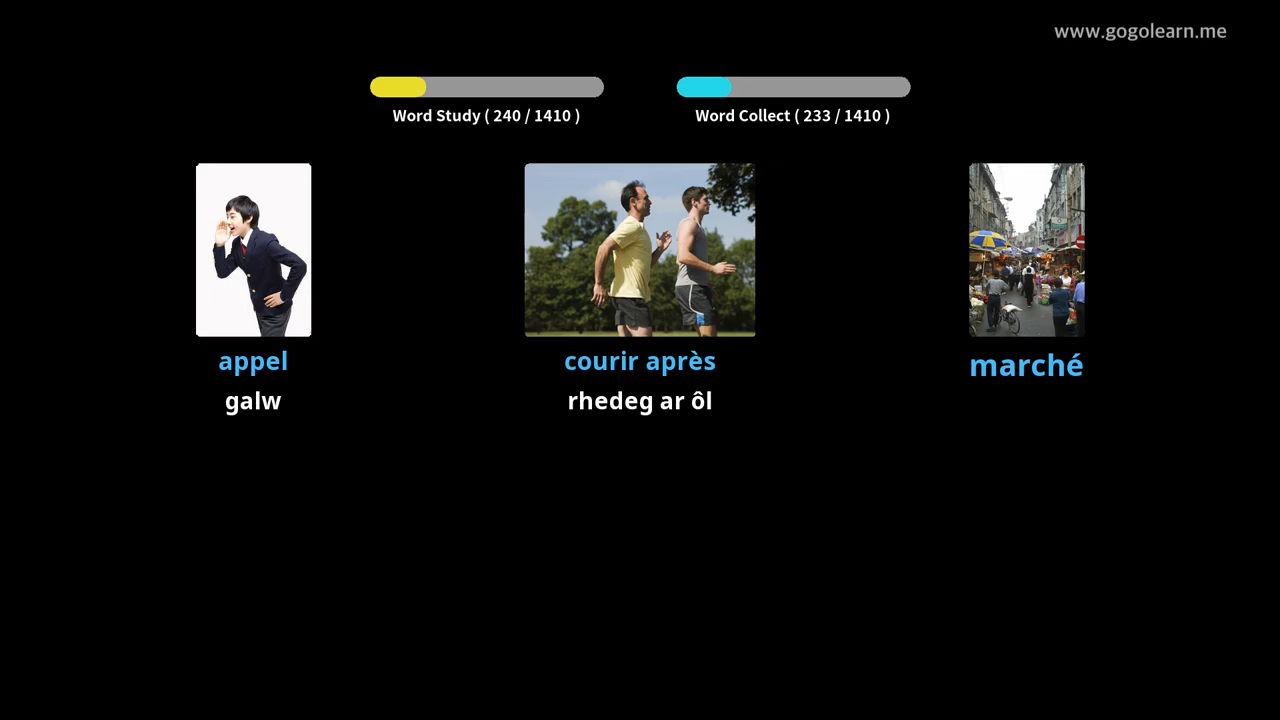 www.gogolearn.me
Word Study ( 240 / 1410 )
Word Collect ( 233 / 1410 )
appel
galw
courir après
rhedeg ar ôl
marché